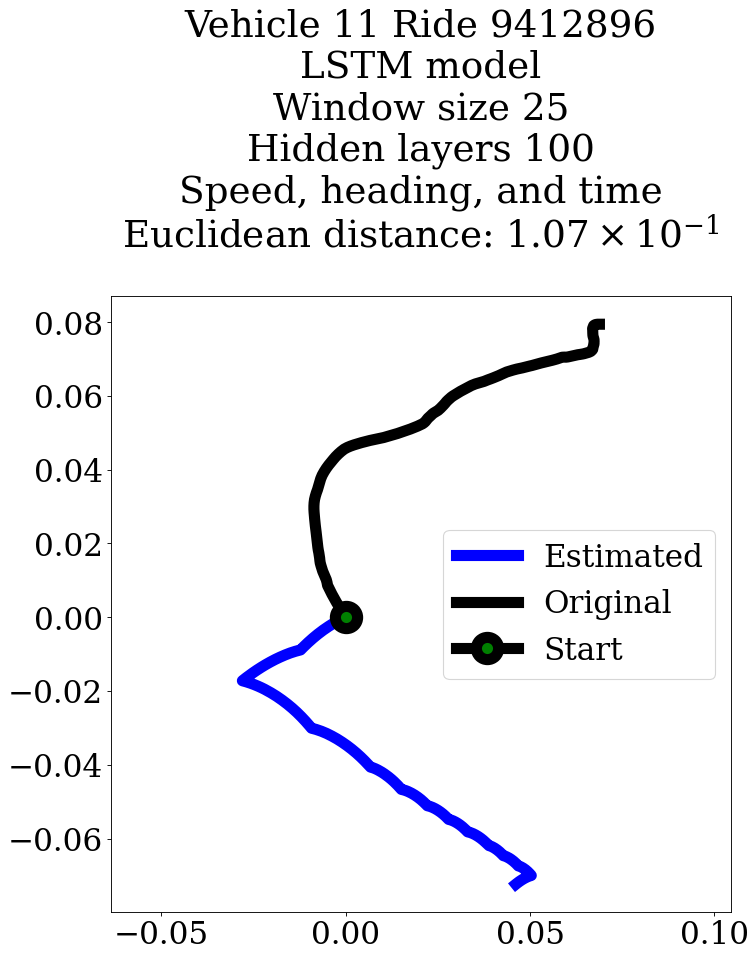 Vehicle 11 Ride 9412896
LSTM model
Window size 25
Hidden layers 100
Speed, heading, and time
Euclidean distance: 1.07 × 10⁻¹
0.08
0.06
0.04
0.02
0.00
−0.02
−0.04
−0.06
Estimated
Original
Start
−0.05 0.00 0.05 0.10